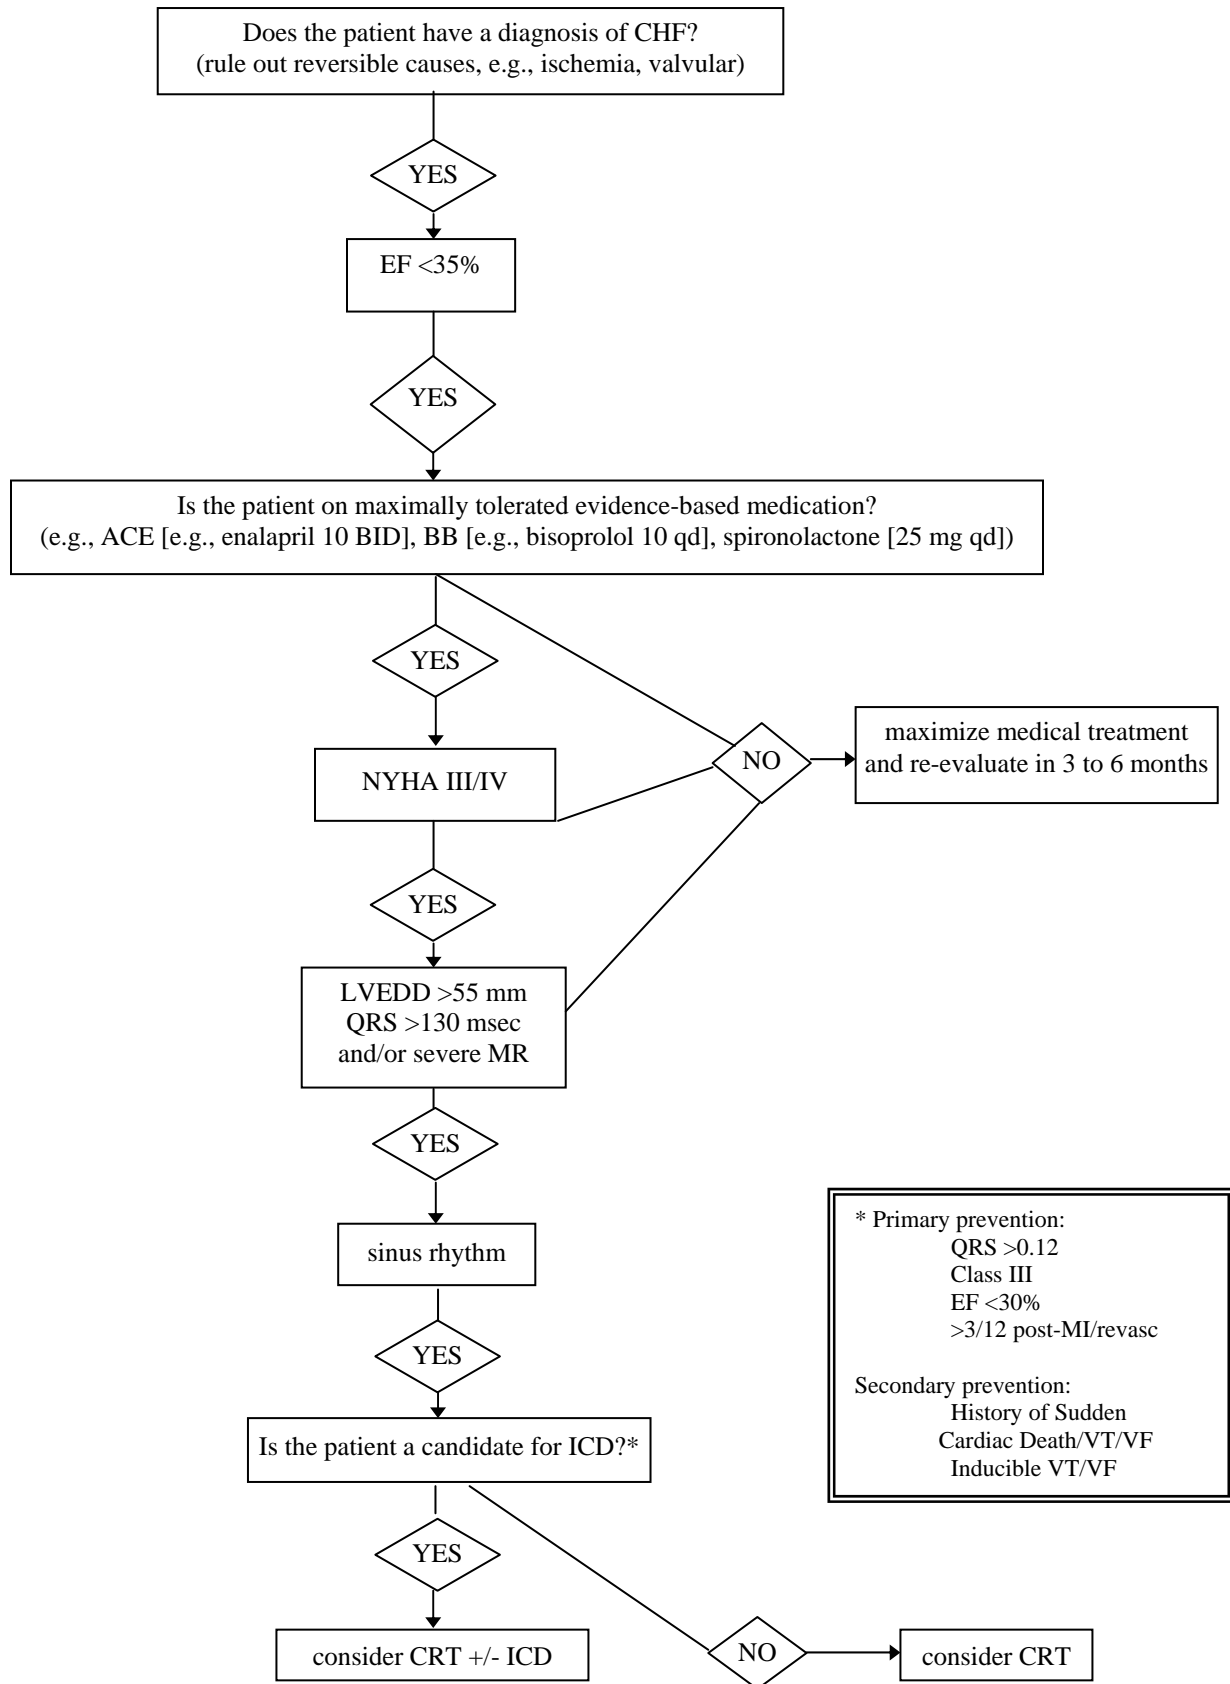 Does the patient have a diagnosis of CHF?
(rule out reversible causes, e.g., ischemia, valvular)
YES
EF <35%
YES
Is the patient on maximally tolerated evidence-based medication?
(e.g., ACE [e.g., enalapril 10 BID], BB [e.g., bisoprolol 10 qd], spironolactone [25 mg qd])
YES
NO
maximize medical treatment
and re-evaluate in 3 to 6 months
NYHA III/IV
YES
LVEDD >55 mm
QRS >130 msec
and/or severe MR
YES
sinus rhythm
YES
Is the patient a candidate for ICD?*
YES
consider CRT +/- ICD
NO
consider CRT
* Primary prevention:
QRS >0.12
Class III
EF <30%
>3/12 post-MI/revasc
Secondary prevention:
History of Sudden
Cardiac Death/VT/VF
Inducible VT/VF